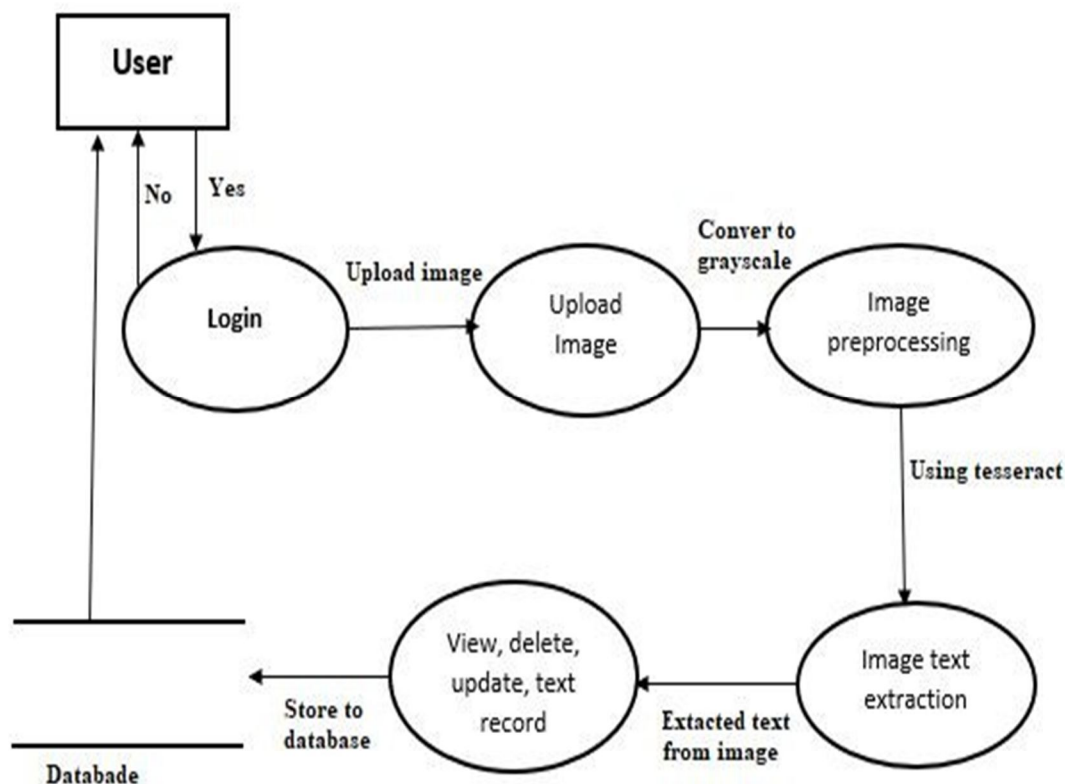 User
No
Yes
Login
Upload image
Upload
Image
Conver to
grayscale
Image
preprocessing
Using tesseract
Image text
extraction
Extacted text
from image
View, delete,
update, text
record
Store to
database
Databade